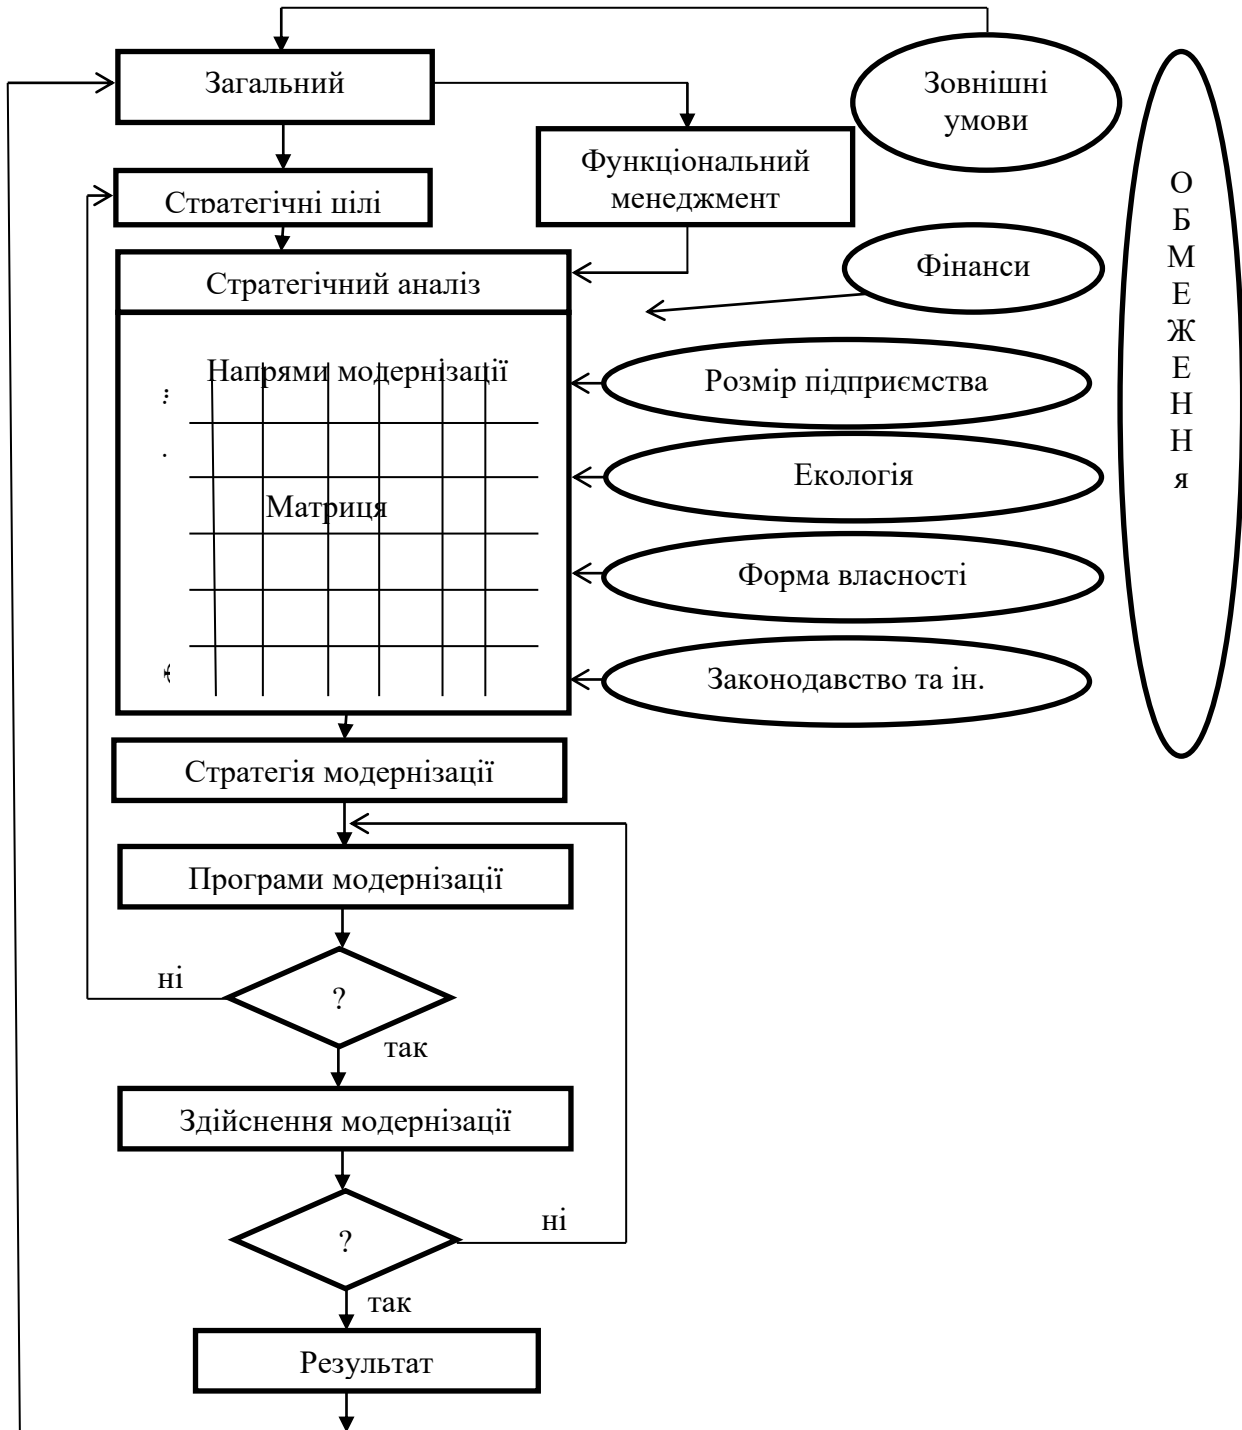 Загальний
Зовнішні
умови
Функціональний
менеджмент
Стратегічні цілі
Фінанси
Стратегічний аналіз
Напрями модернізації
Розмір підприємства
Екологія
Матриця
Форма власності
Законодавство та ін.
О
Б
М
Е
Ж
Е
Н
Н
я
Стратегія модернізації
Програми модернізації
ні
?
так
Здійснення модернізації
ні
?
так
Результат